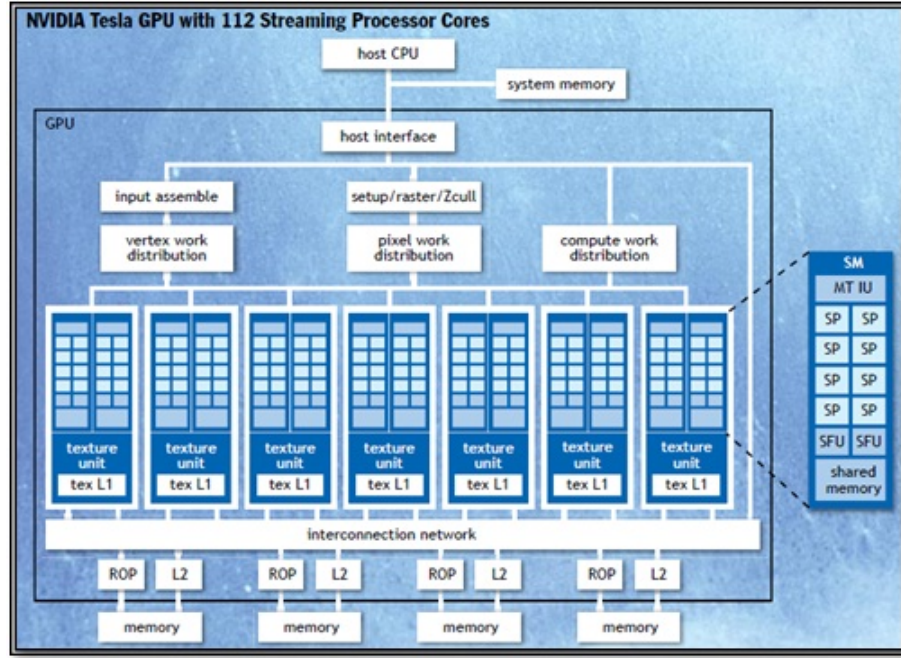 NVIDIA Tesla GPU with 112 Streaming Processor Cores
host CPU
system memory
GPU
host interface
input assemble
setup/raster/Zcull
vertex work
distribution
pixel work
distribution
compute work
distribution
SM
MT IU
SP SP
SP SP
SP SP
SP SP
SFU SFU
shared
memory
texture
unit
tex L1
texture
unit
tex L1
texture
unit
tex L1
texture
unit
tex L1
texture
unit
tex L1
texture
unit
tex L1
texture
unit
tex L1
interconnection network
ROP L2 ROP L2 ROP L2 ROP L2
memory memory memory memory